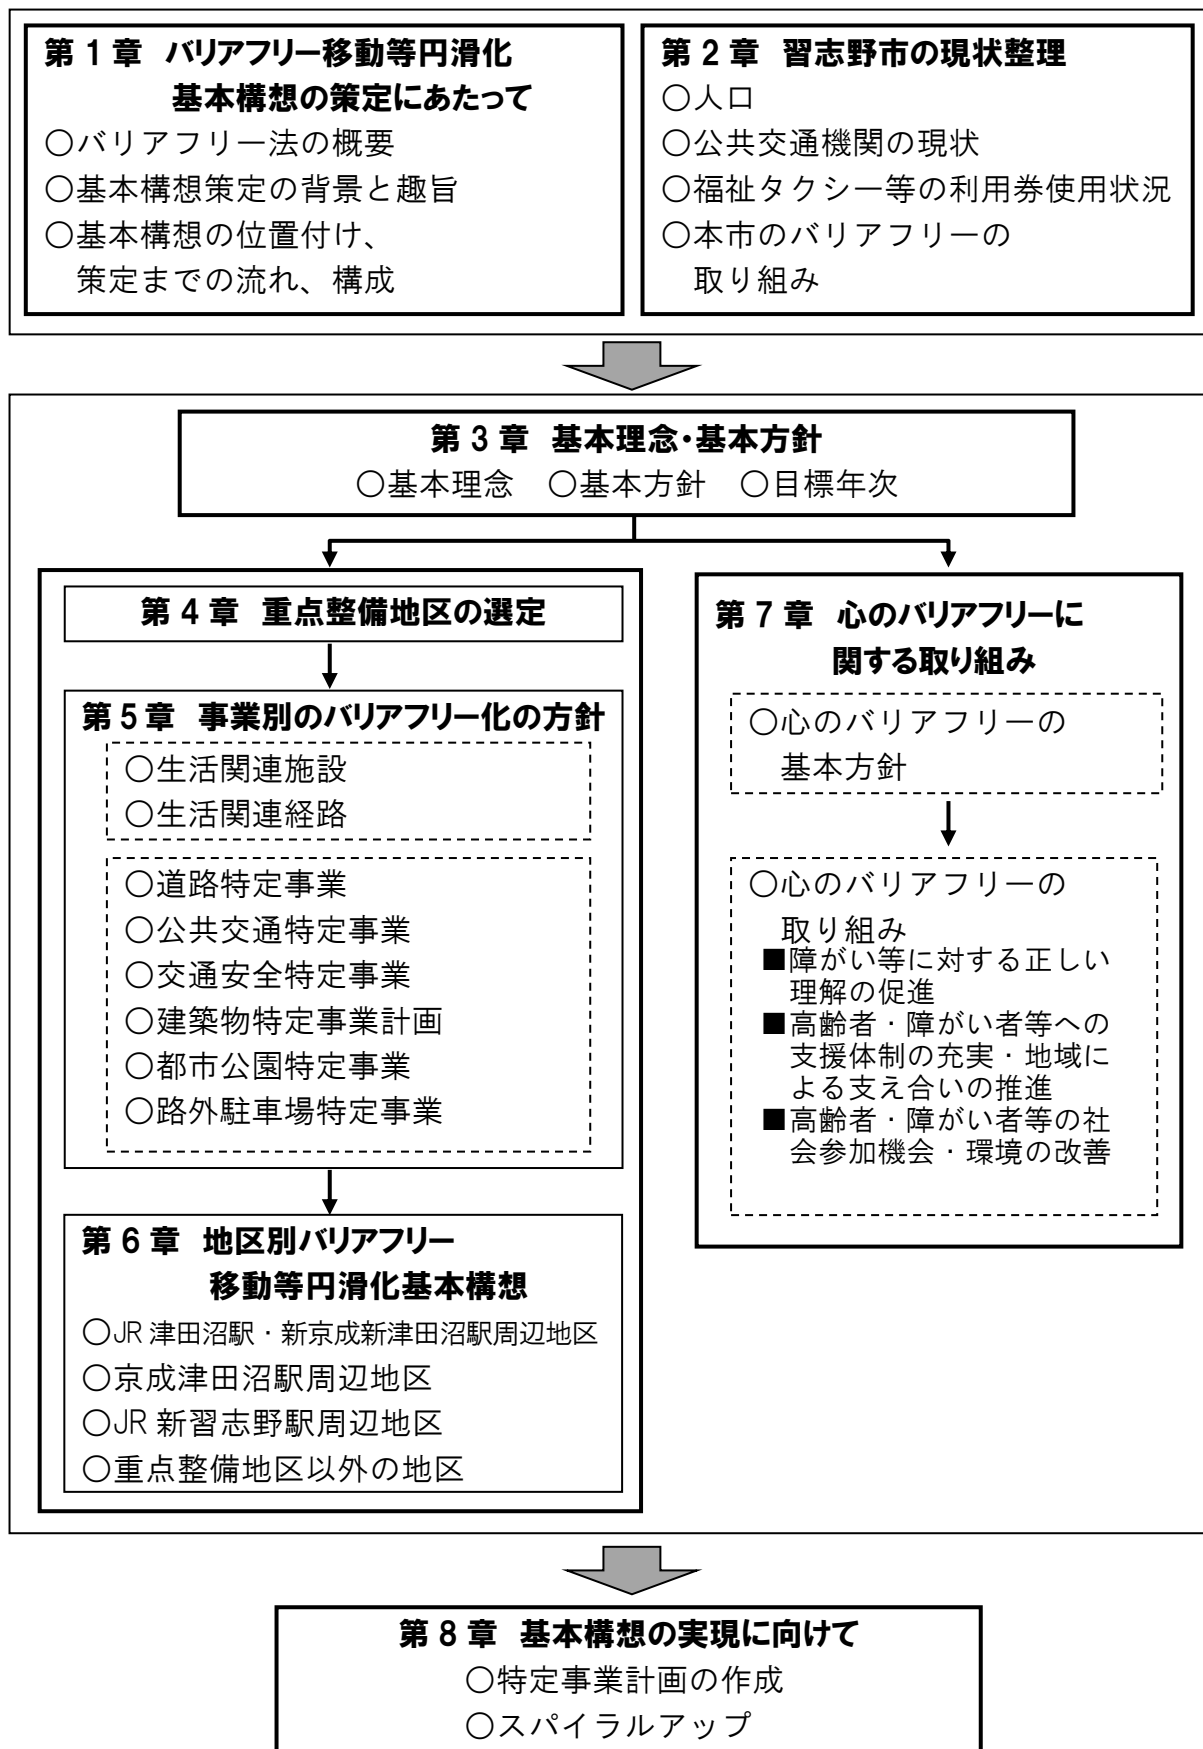 第１章 バリアフリー移動等円滑化
基本構想の策定にあたって
○バリアフリー法の概要
○基本構想策定の背景と趣旨
○基本構想の位置付け、
策定までの流れ、構成
第２章 習志野市の現状整理
○人口
○公共交通機関の現状
○福祉タクシー等の利用券使用状況
○本市のバリアフリーの
取り組み
第３章 基本理念・基本方針
○基本理念 ○基本方針 ○目標年次
第４章 重点整備地区の選定
第５章 事業別のバリアフリー化の方針
○生活関連施設
○生活関連経路
○道路特定事業
○公共交通特定事業
○交通安全特定事業
○建築物特定事業計画
○都市公園特定事業
○路外駐車場特定事業
第６章 地区別バリアフリー
移動等円滑化基本構想
○JR 津田沼駅・新京成新津田沼駅周辺地区
○京成津田沼駅周辺地区
○JR 新習志野駅周辺地区
○重点整備地区以外の地区
第７章 心のバリアフリーに
関する取り組み
○心のバリアフリーの
基本方針
○心のバリアフリーの
取り組み
■障がい等に対する正しい
理解の促進
■高齢者・障がい者等への
支援体制の充実・地域に
よる支え合いの推進
■高齢者・障がい者等の社
会参加機会・環境の改善
第８章 基本構想の実現に向けて
○特定事業計画の作成
○スパイラルアップ